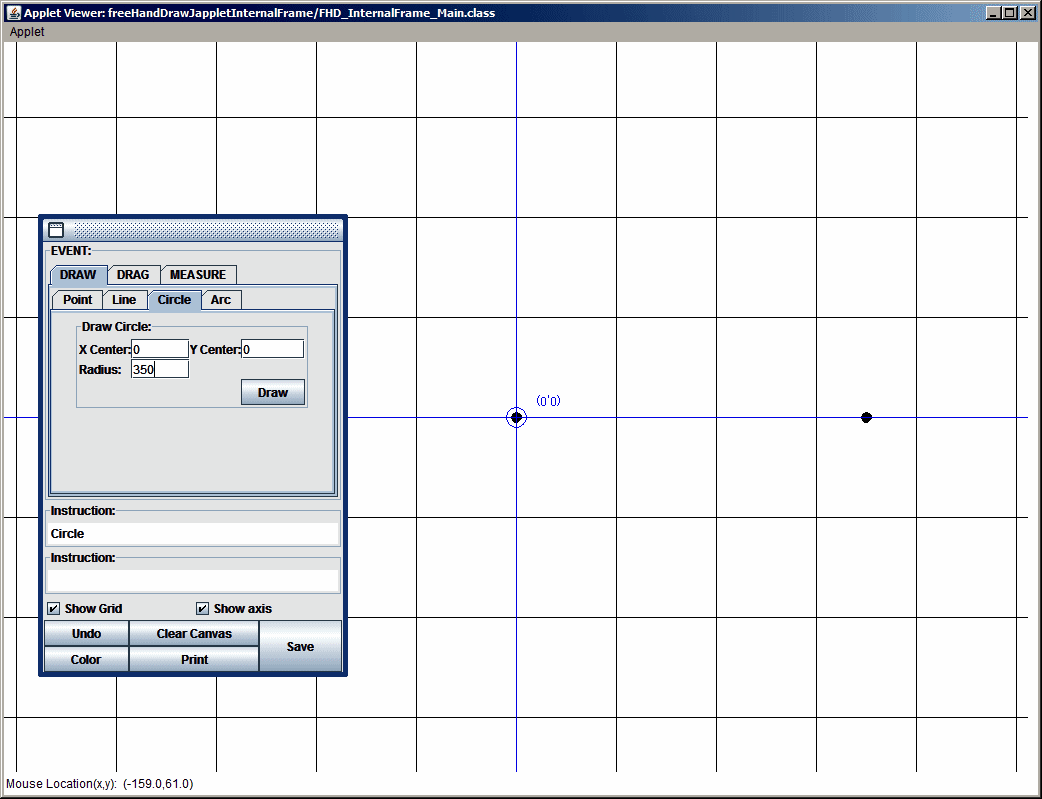 Applet Viewer: freeHandDrawJappletInternalFrame/FHD_InternalFrame_Main.class
Applet
EVENT:
DRAW DRAG MEASURE
Point Line Circle Arc
Draw Circle:
X Center: 0 Y Center: 0
Radius: 350
Draw
(0'0)
Instruction:
Circle
Instruction:
Show Grid Show axis
Undo Clear Canvas Save
Color Print
Mouse Location(x,y): (-159.0,61.0)